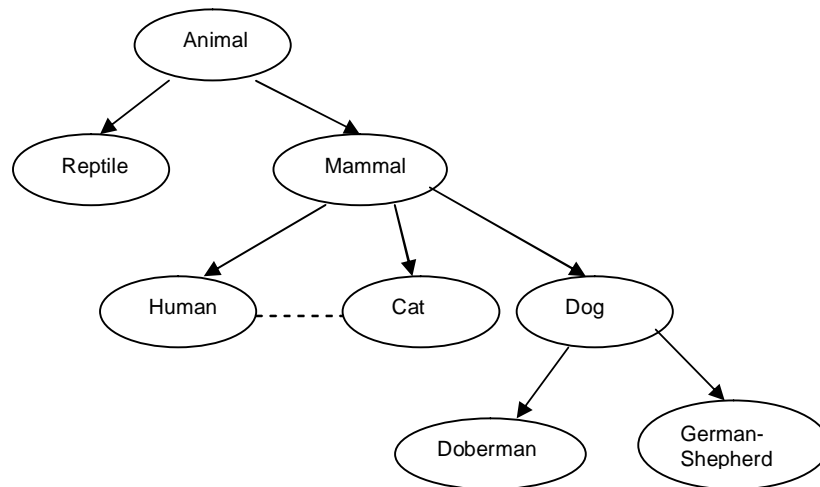 Animal
Reptile
Mammal
Human
Cat
Dog
Doberman
German-
Shepherd